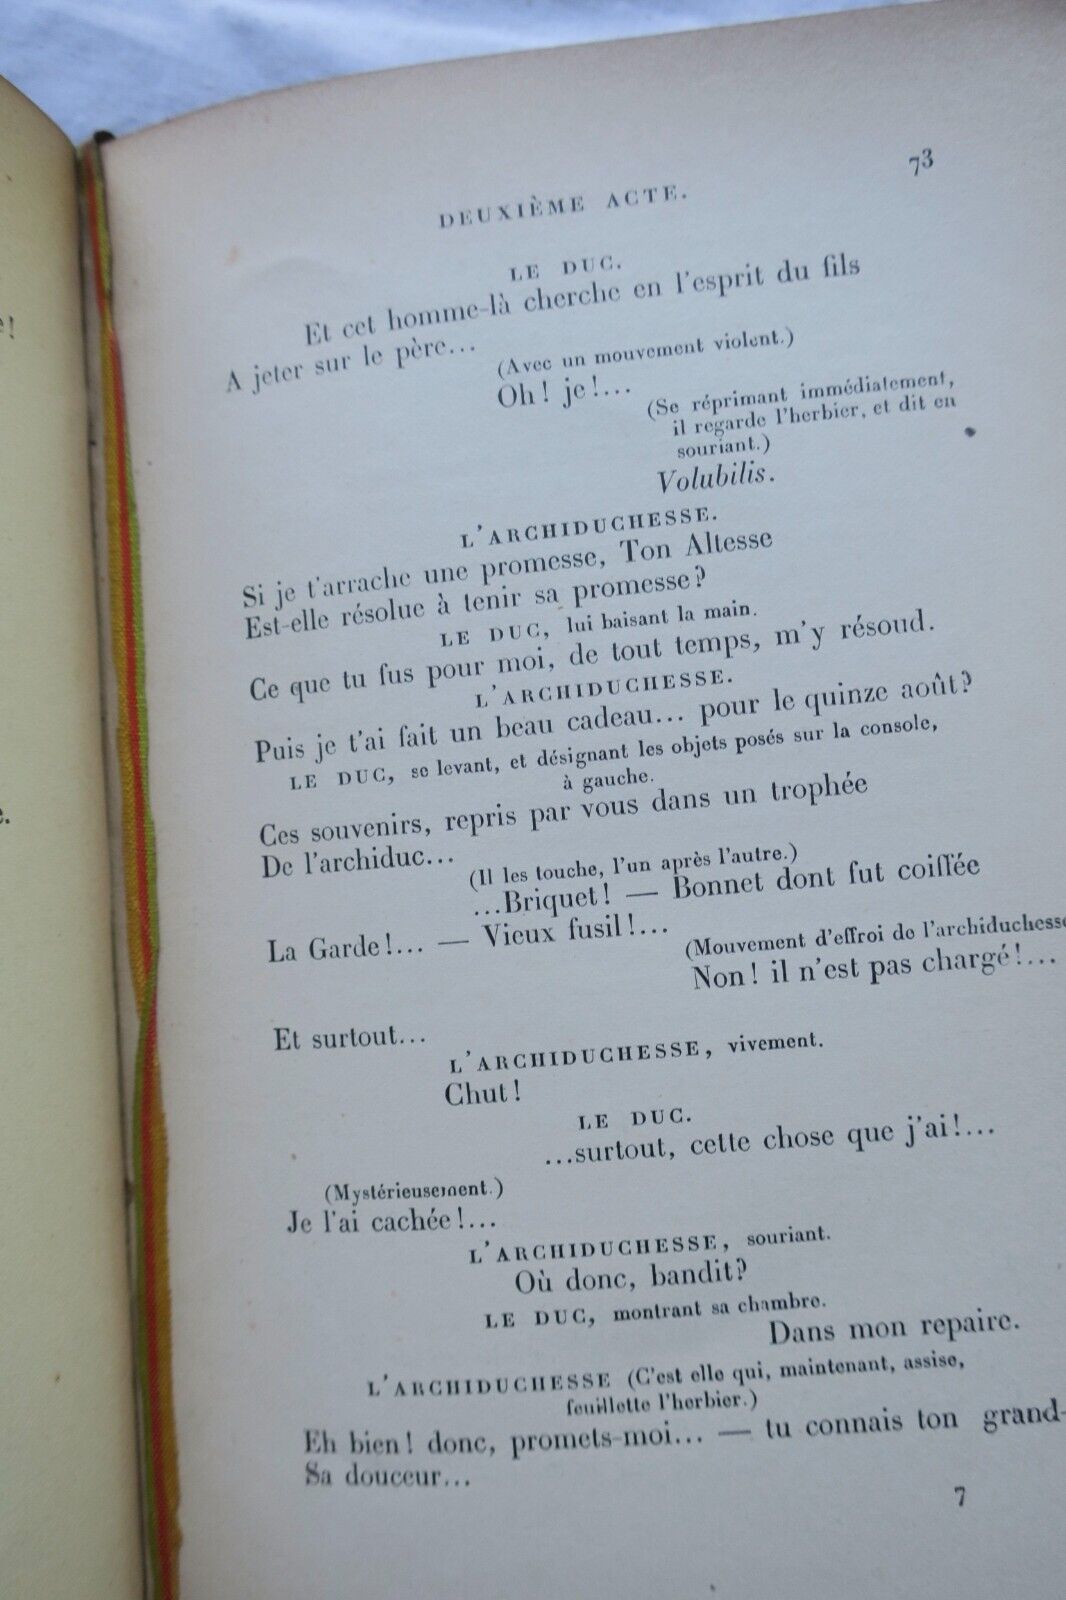 73
DEUXIÈME ACTE.
LE DUC.
Et cet homme-là cherche en l'esprit du fils
A jeter sur le père...
(Avec un mouvement violent.)
Oh! je!...
(Se réprimant immédiatement,
il regarde l'herbier, et dit en
souriant.)
Volubilis.
L'ARCHIDUCHESSE.
Si je t'arrache une promesse, Ton Altesse
Est-elle résolue à tenir sa promesse?
LE DUC, lui baisant la main.
Ce que tu fus pour moi, de tout temps, m'y résoud.
L'ARCHIDUCHESSE.
Puis je t'ai fait un beau cadeau... pour le quinze août?
LE DUC, se levant, et désignant les objets posés sur la console,
à gauche.
Ces souvenirs, repris par vous dans un trophée
De l'archiduc...
(Il les touche, l'un après l'autre.)
...Briquet! — Bonnet dont fut coiffée
La Garde!... — Vieux fusil!...
(Mouvement d'effroi de l'archiduchesse
Non! il n'est pas chargé!...
Et surtout...
L'ARCHIDUCHESSE, vivement.
Chut!
LE DUC.
...surtout, cette chose que j'ai!...
(Mystérieusement.)
Je l'ai cachée!...
L'ARCHIDUCHESSE, souriant.
Où donc, bandit?
LE DUC, montrant sa chambre.
Dans mon repaire.
L'ARCHIDUCHESSE (C'est elle qui, maintenant, assise,
feuillette l'herbier.)
Eh bien! donc, promets-moi... — tu connais ton grand-
Sa douceur...
7